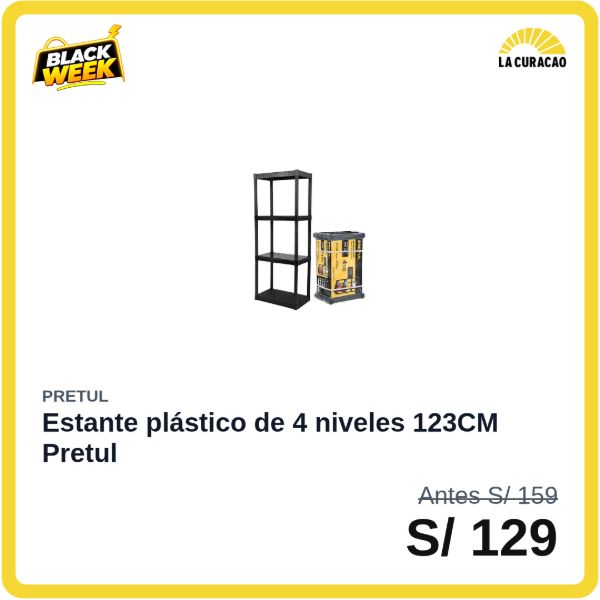 BLACK
WEEK
LA CURACAO
PRETUL
Estante plástico de 4 niveles 123CM
Pretul
Antes S/ 159
S/ 129